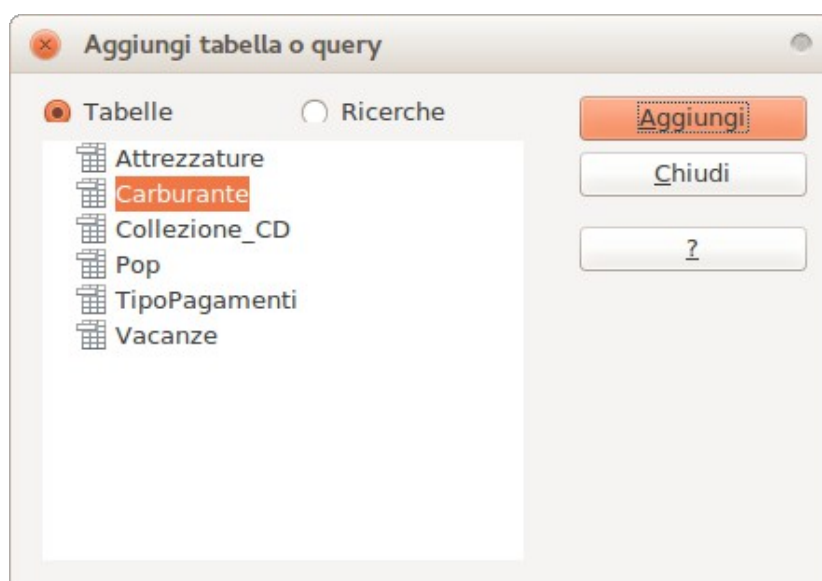 Aggiungi tabella o query
Tabelle Ricerche
Attrezzature
Carburante
Collezione_CD
Pop
TipoPagamenti
Vacanze
Aggiungi
Chiudi
?